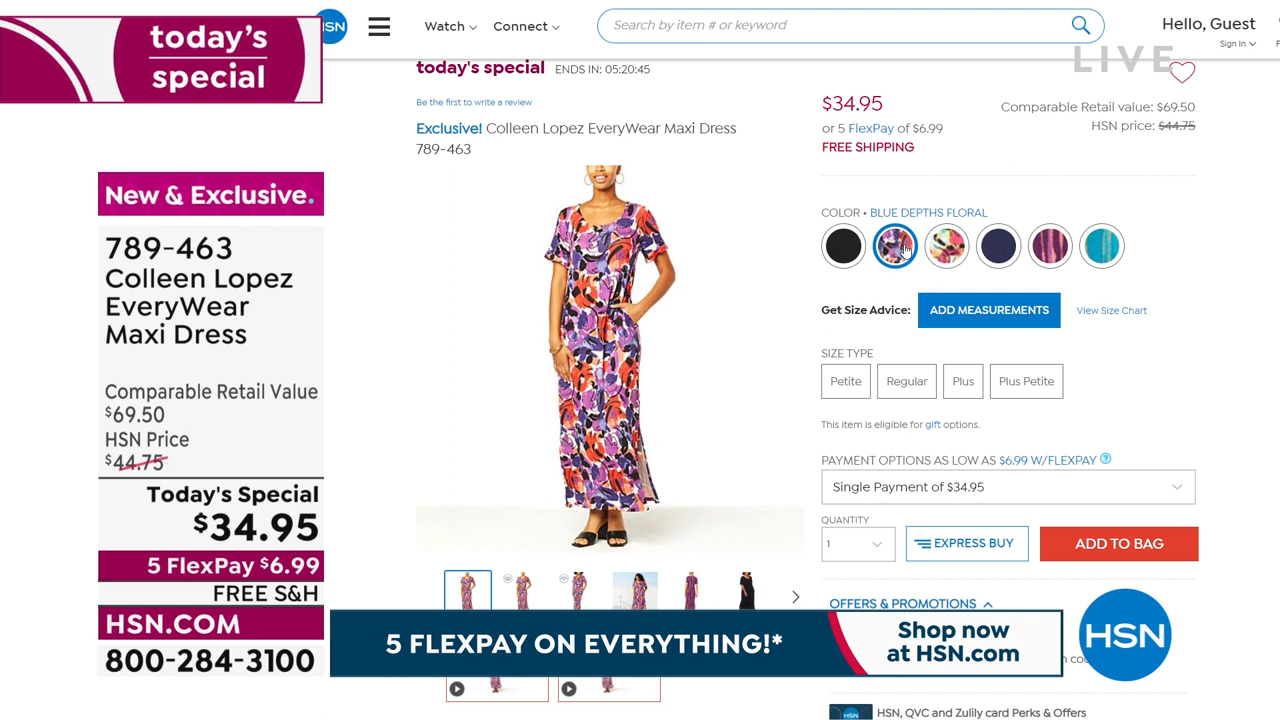 today's
special
HSN
Watch
Connect
Search by item # or keyword
Hello, Guest
Sign In
LIVE
today's special ENDS IN: 05:20:45
Be the first to write a review
Exclusive! Colleen Lopez EveryWear Maxi Dress
789-463
$34.95
or 5 FlexPay of $6.99
FREE SHIPPING
Comparable Retail value: $69.50
HSN price: $44.75
COLOR • BLUE DEPTHS FLORAL
Get Size Advice:
ADD MEASUREMENTS
View Size Chart
SIZE TYPE
Petite
Regular
Plus
Plus Petite
This item is eligible for gift options.
PAYMENT OPTIONS AS LOW AS $6.99 W/FLEXPAY ?
Single Payment of $34.95
QUANTITY
1
EXPRESS BUY
ADD TO BAG
OFFERS & PROMOTIONS
HSN, QVC and Zulily card Perks & Offers
New & Exclusive.
789-463
Colleen Lopez
EveryWear
Maxi Dress
Comparable Retail Value
$69.50
HSN Price
$44.75
Today's Special
$34.95
5 FlexPay $6.99
FREE S&H
HSN.COM
800-284-3100
5 FLEXPAY ON EVERYTHING!*
Shop now
at HSN.com
HSN